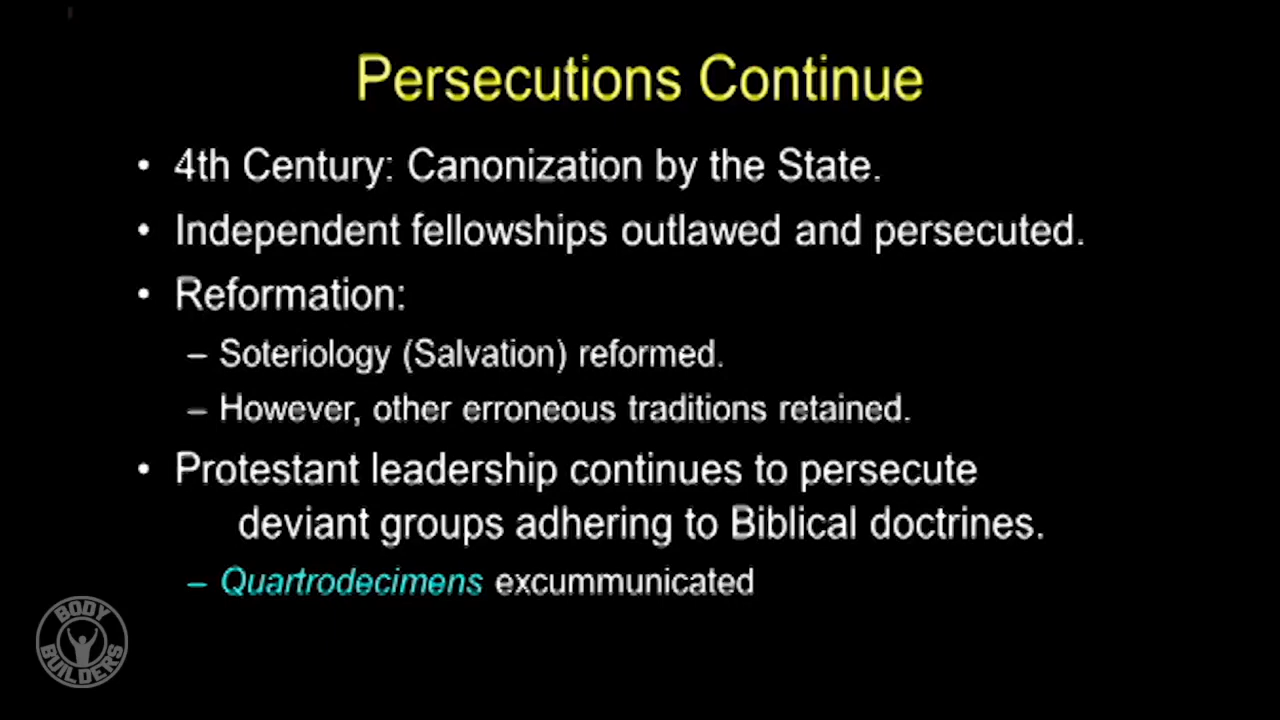 Persecutions Continue
• 4th Century: Canonization by the State.
• Independent fellowships outlawed and persecuted.
• Reformation:
– Soteriology (Salvation) reformed.
– However, other erroneous traditions retained.
• Protestant leadership continues to persecute
deviant groups adhering to Biblical doctrines.
– Quartrodecimens excummunicated
BODY
BUILDERS